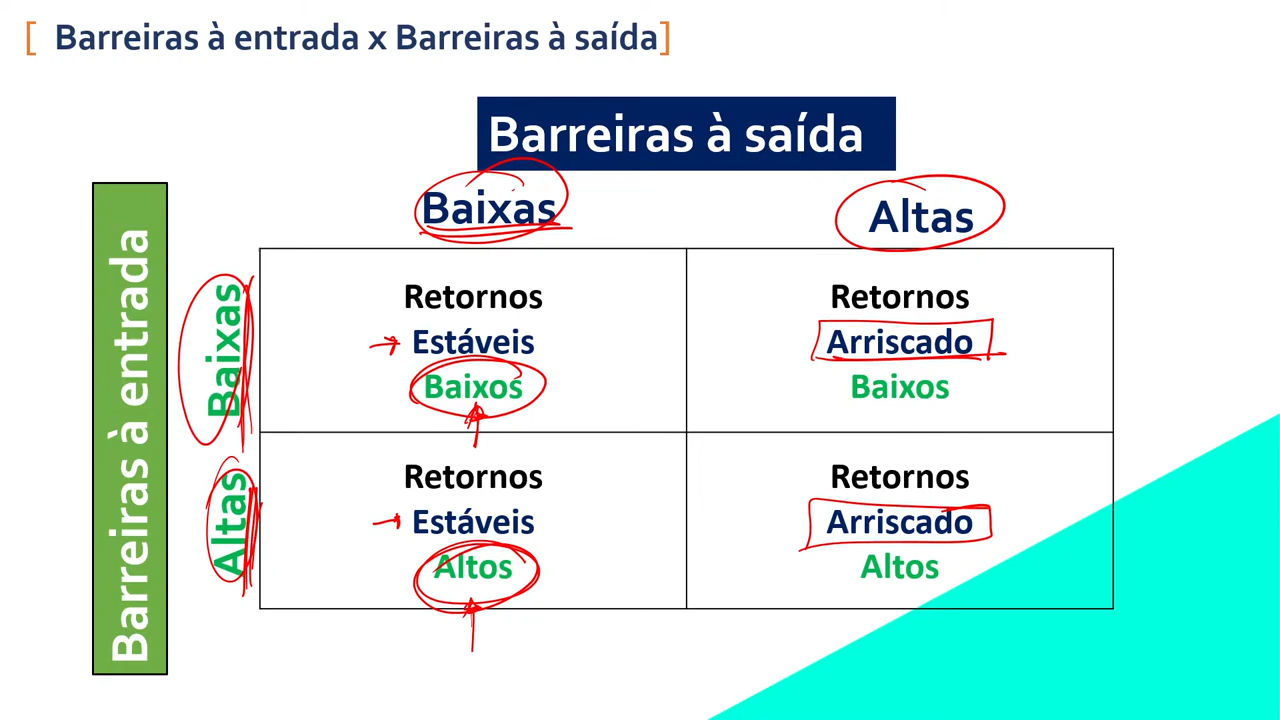 [ Barreiras à entrada x Barreiras à saída]
Barreiras à saída
Baixas
Altas
Barreiras à entrada
Baixas
Retornos
Estáveis
Baixos
Retornos
Arriscado
Baixos
Altas
Retornos
Estáveis
Altos
Retornos
Arriscado
Altos